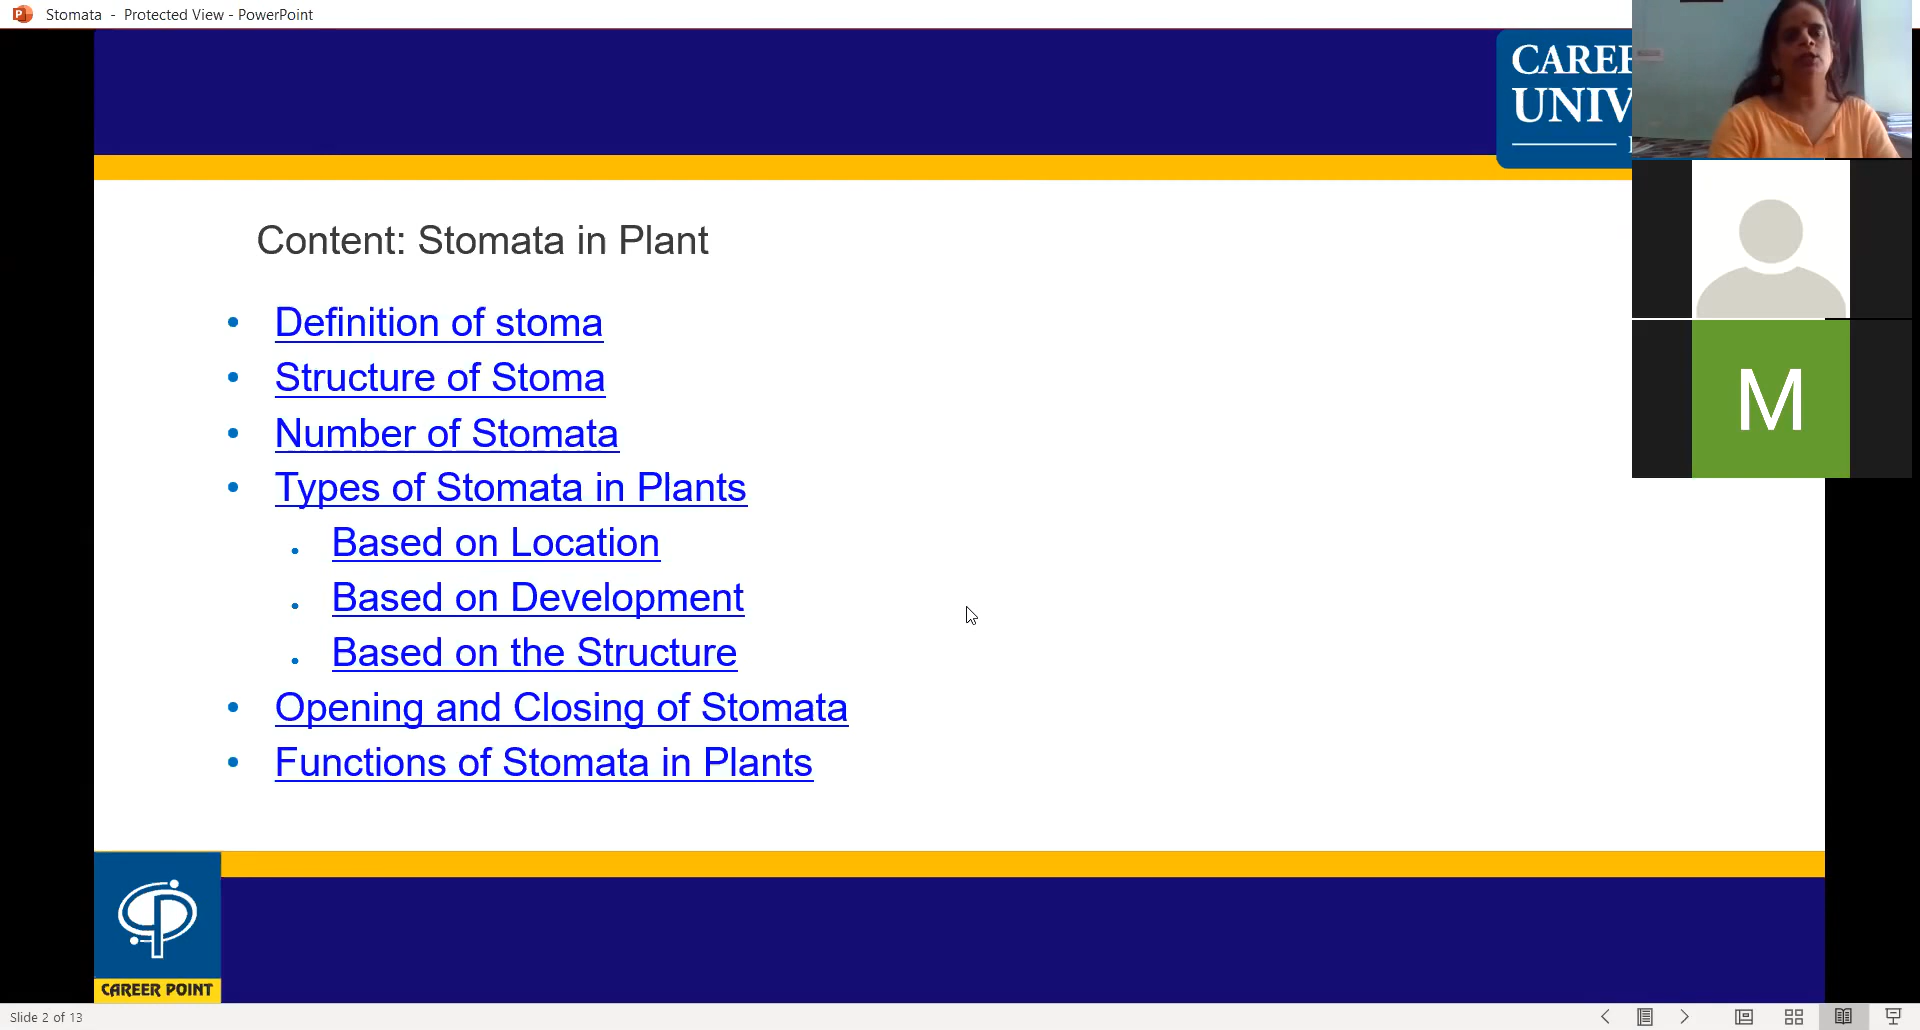 Stomata - Protected View - PowerPoint
CAREE
UNIV
Content: Stomata in Plant
• Definition of stoma
• Structure of Stoma
• Number of Stomata
• Types of Stomata in Plants
• Based on Location
• Based on Development
• Based on the Structure
• Opening and Closing of Stomata
• Functions of Stomata in Plants
M
CAREER POINT
Slide 2 of 13